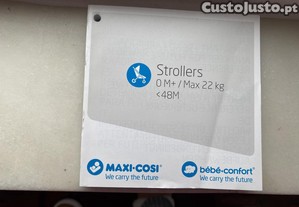 CustoJusto.pt
Strollers
0 M+ / Max 22 kg
<48M
MAXI-COSI
We carry the future
bébé-confort
We carry the future